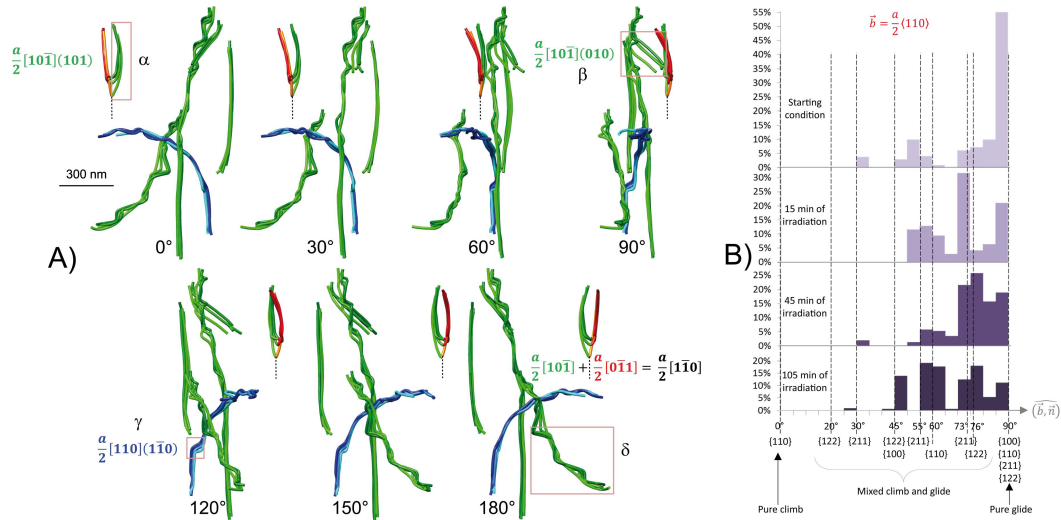 A)
a/2[101̅](101)
α
a/2[101̅](010)
β
300 nm
0°
30°
60°
90°
γ
a/2[110](11̅0)
a/2[101̅] + a/2[01̅1] = a/2[11̅0]
δ
120°
150°
180°
B)
b⃗ = a/2⟨110⟩
55%
50%
45%
40%
35%
30%
25%
20%
15%
10%
5%
0%
Starting
condition
30%
25%
20%
15%
10%
5%
0%
15 min of
irradiation
25%
20%
15%
10%
5%
0%
45 min of
irradiation
20%
15%
10%
5%
0%
105 min of
irradiation
(b⃗, n⃗)
0° 20° 30° 45° 55° 60° 73° 76° 90°
{110} {122} {211} {122} {211} {211} {100}
{100} {110} {122} {110}
{211}
{122}
Mixed climb and glide
Pure climb
Pure glide